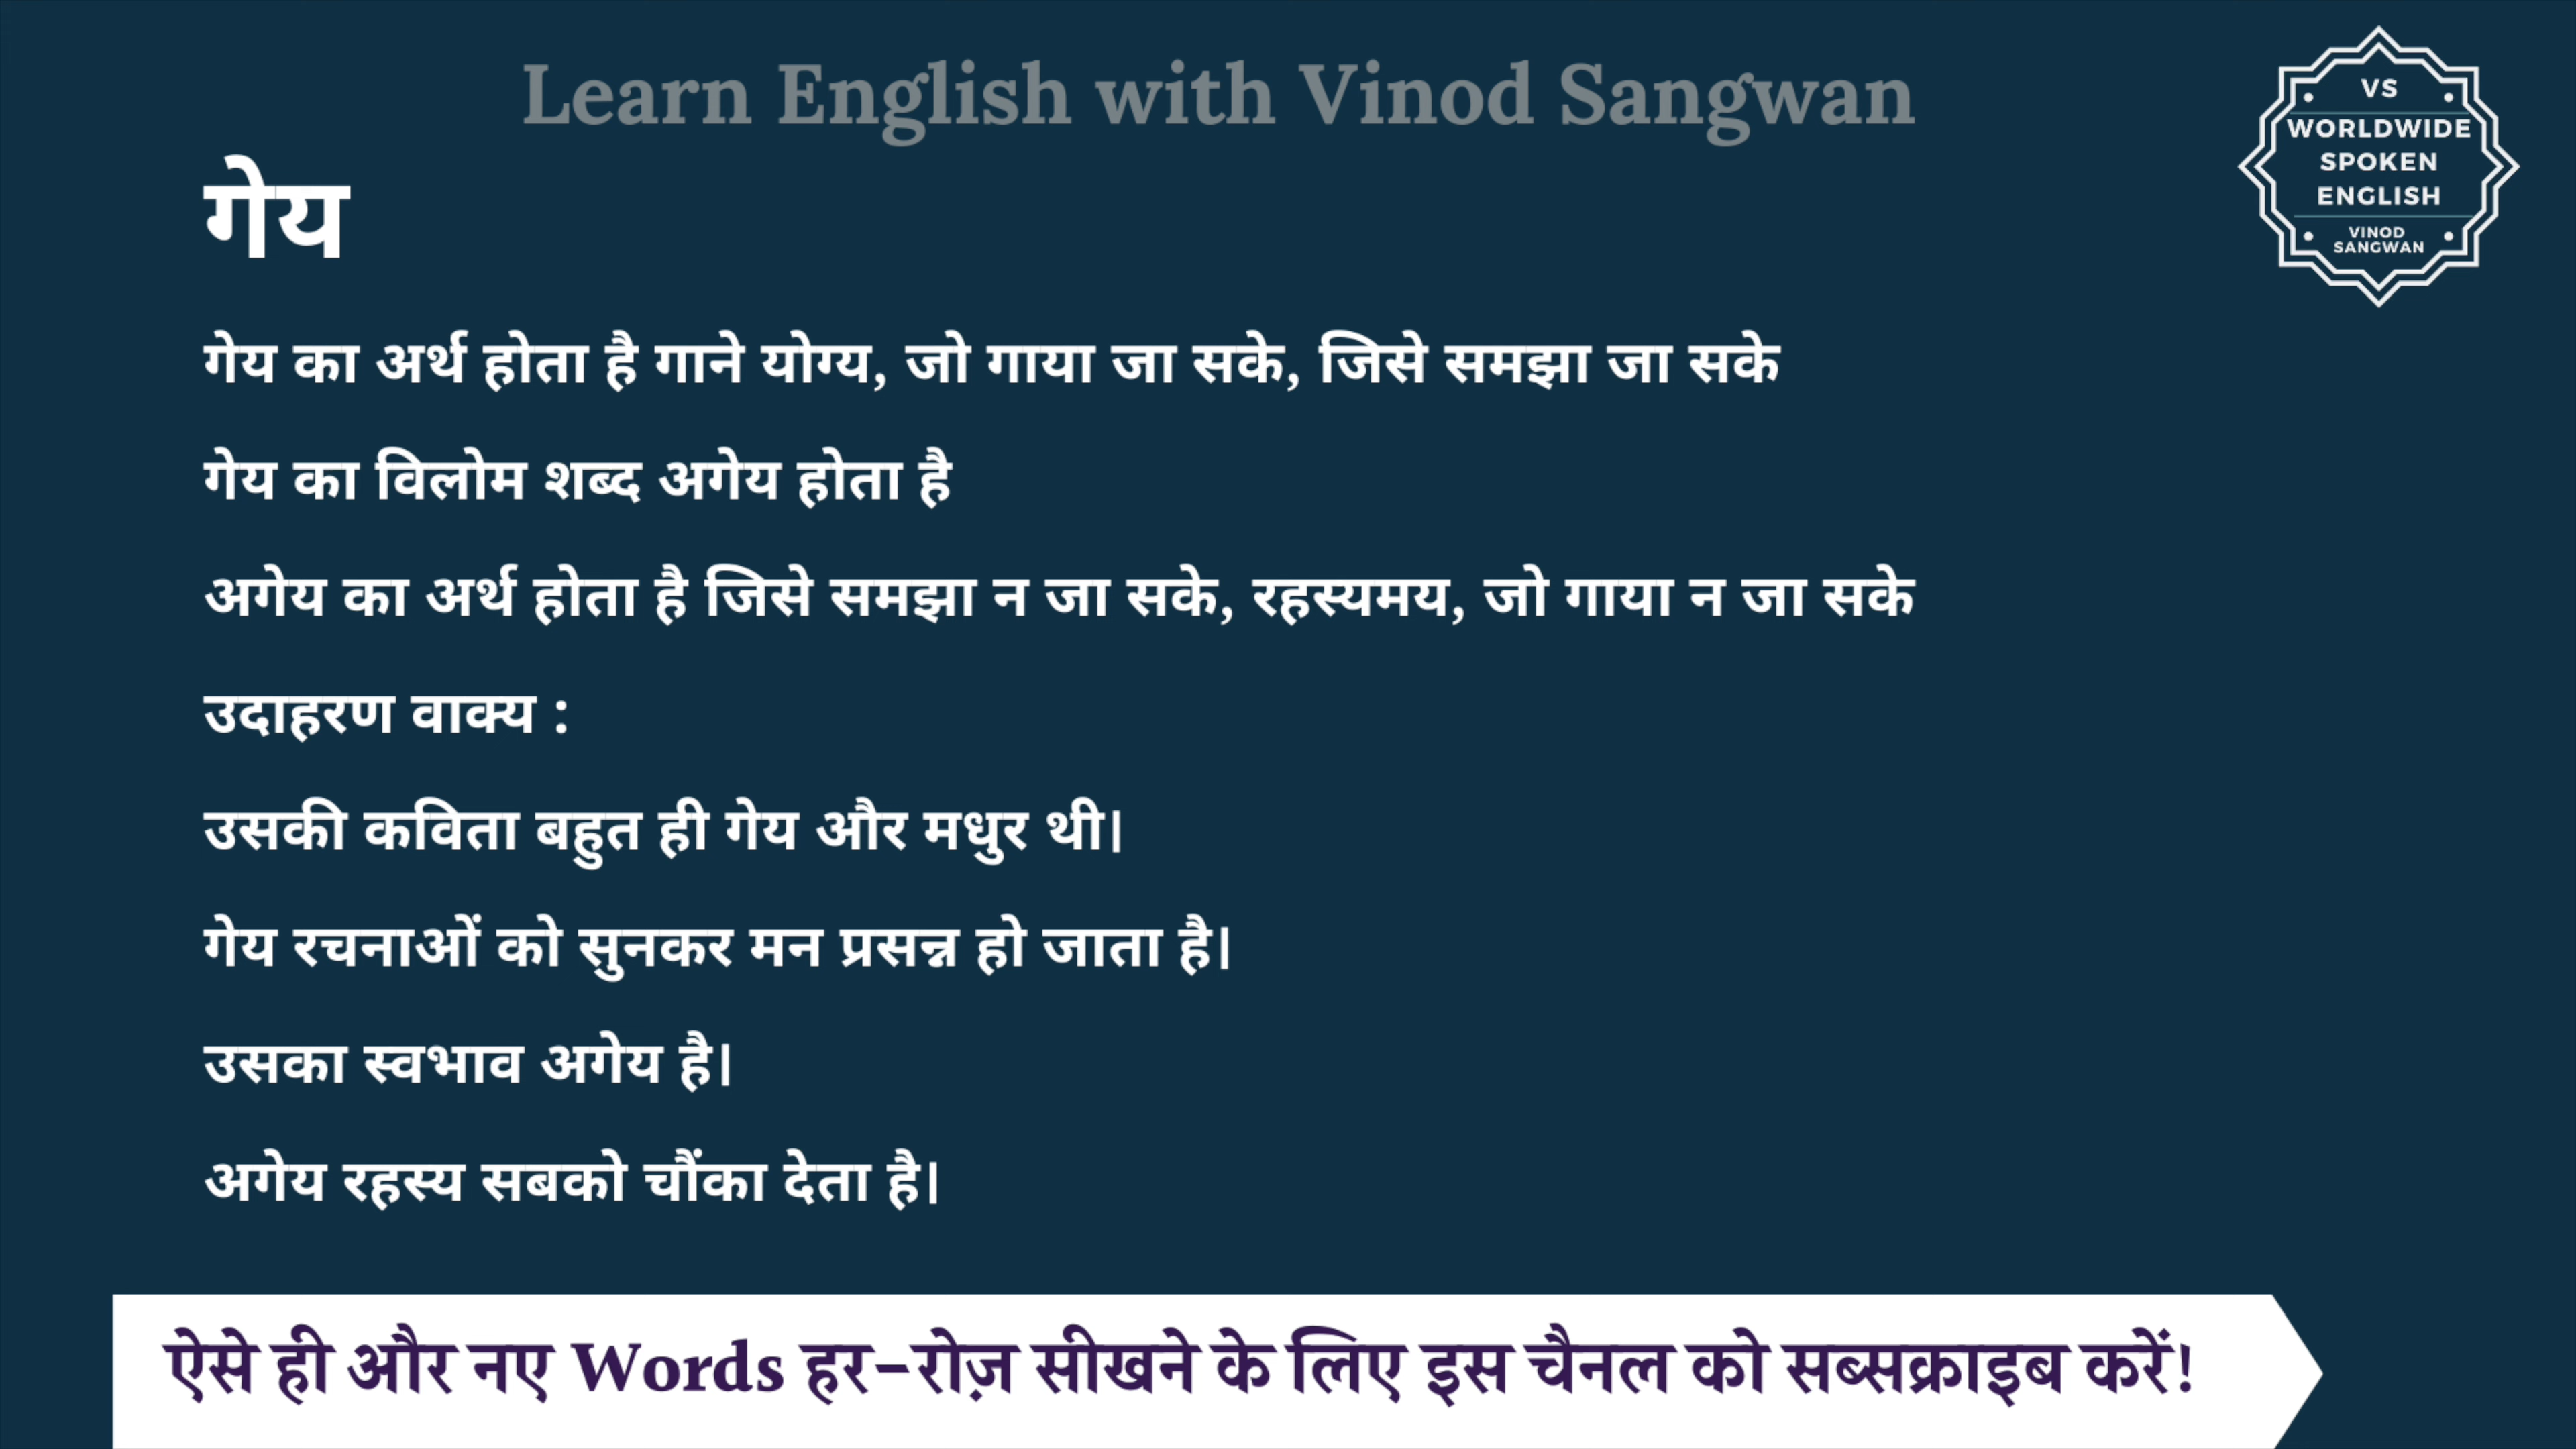 Learn English with Vinod Sangwan
VS
WORLDWIDE
SPOKEN
ENGLISH
VINOD
SANGWAN
गेय
गेय का अर्थ होता है गाने योग्य, जो गाया जा सके, जिसे समझा जा सके
गेय का विलोम शब्द अगेय होता है
अगेय का अर्थ होता है जिसे समझा न जा सके, रहस्यमय, जो गाया न जा सके
उदाहरण वाक्य :
उसकी कविता बहुत ही गेय और मधुर थी।
गेय रचनाओं को सुनकर मन प्रसन्न हो जाता है।
उसका स्वभाव अगेय है।
अगेय रहस्य सबको चौंका देता है।
ऐसे ही और नए Words हर-रोज़ सीखने के लिए इस चैनल को सब्सक्राइब करें!